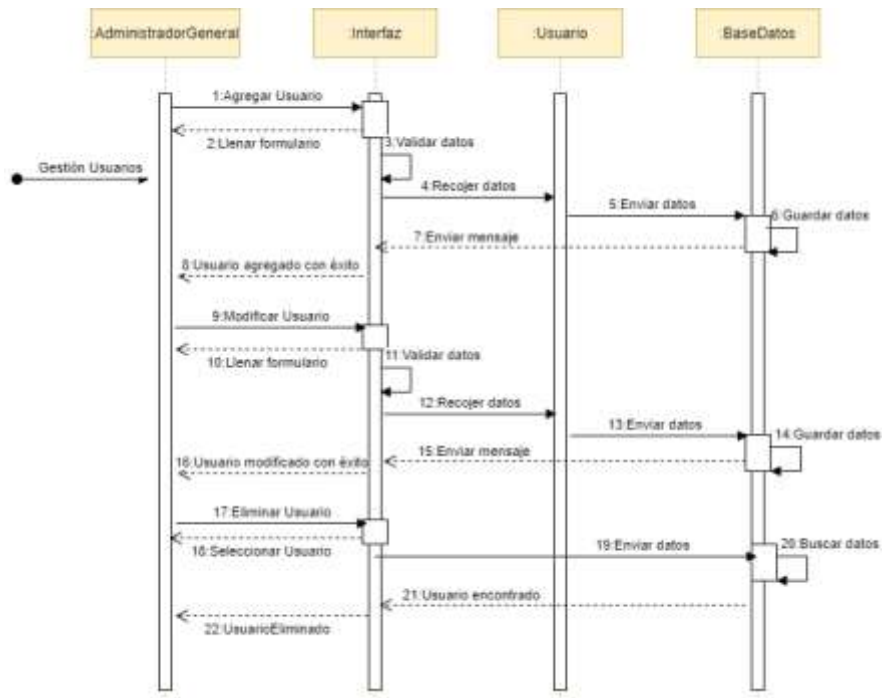 :AdministradorGeneral
:Interfaz
:Usuario
:BaseDatos
1:Agregar Usuario
2:Llenar formulario
3:Validar datos
Gestión Usuarios
4:Recojer datos
5:Enviar datos
6:Guardar datos
7:Enviar mensaje
8:Usuario agregado con éxito
9:Modificar Usuario
10:Llenar formulario
11:Validar datos
12:Recojer datos
13:Enviar datos
14:Guardar datos
15:Enviar mensaje
16:Usuario modificado con éxito
17:Eliminar Usuario
18:Seleccionar Usuario
19:Enviar datos
20:Buscar datos
21:Usuario encontrado
22:UsuarioEliminado